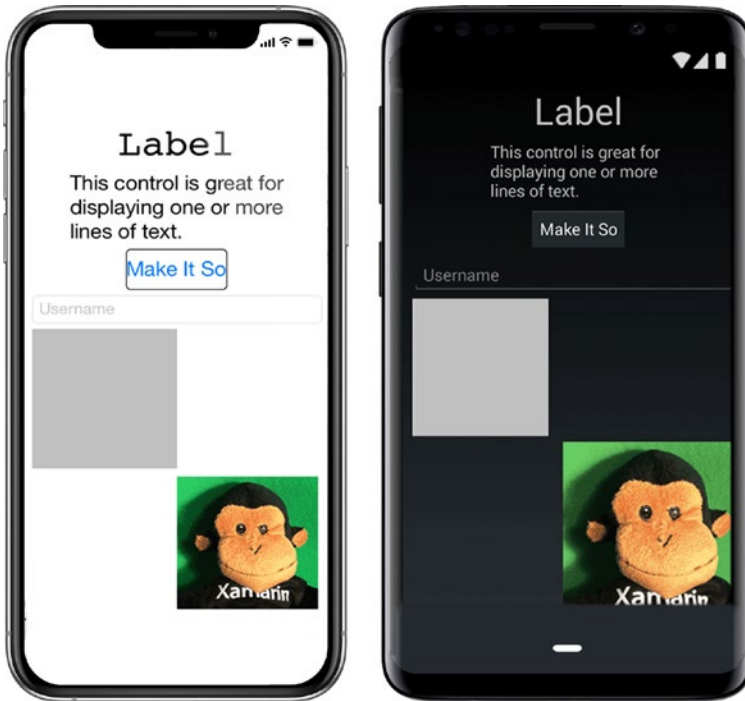 Label
This control is great for
displaying one or more
lines of text.
Make It So
Username
Xamarin
Label
This control is great for
displaying one or more
lines of text.
Make It So
Username
Xamarin